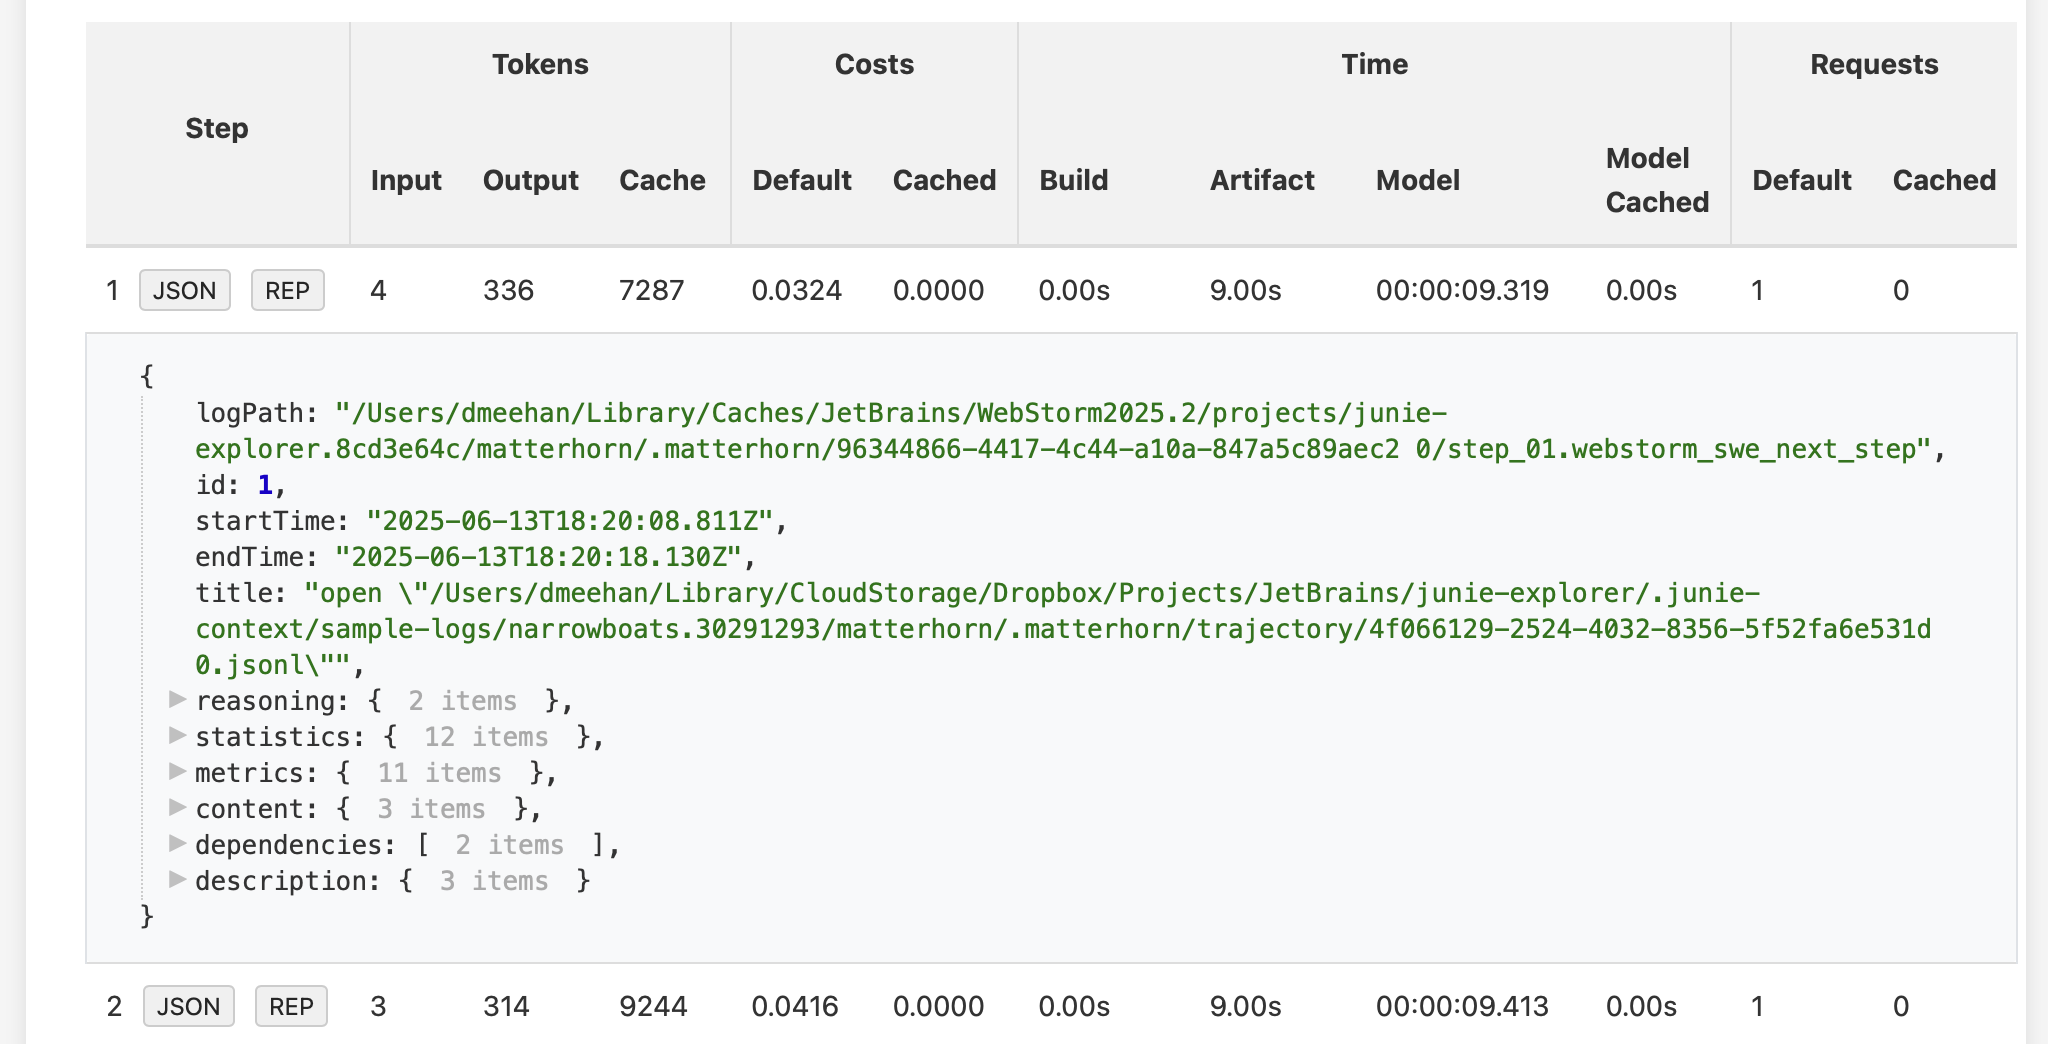 Step Tokens Costs Time Requests
Input Output Cache Default Cached Build Artifact Model Model Cached Default Cached
1 JSON REP 4 336 7287 0.0324 0.0000 0.00s 9.00s 00:00:09.319 0.00s 1 0
{
logPath: "/Users/dmeehan/Library/Caches/JetBrains/WebStorm2025.2/projects/junie-
explorer.8cd3e64c/matterhorn/.matterhorn/96344866-4417-4c44-a10a-847a5c89aec2 0/step_01.webstorm_swe_next_step",
id: 1,
startTime: "2025-06-13T18:20:08.811Z",
endTime: "2025-06-13T18:20:18.130Z",
title: "open \"/Users/dmeehan/Library/CloudStorage/Dropbox/Projects/JetBrains/junie-explorer/.junie-
context/sample-logs/narrowboats.30291293/matterhorn/.matterhorn/trajectory/4f066129-2524-4032-8356-5f52fa6e531d
0.jsonl\"",
reasoning: { 2 items },
statistics: { 12 items },
metrics: { 11 items },
content: { 3 items },
dependencies: [ 2 items ],
description: { 3 items }
}
2 JSON REP 3 314 9244 0.0416 0.0000 0.00s 9.00s 00:00:09.413 0.00s 1 0